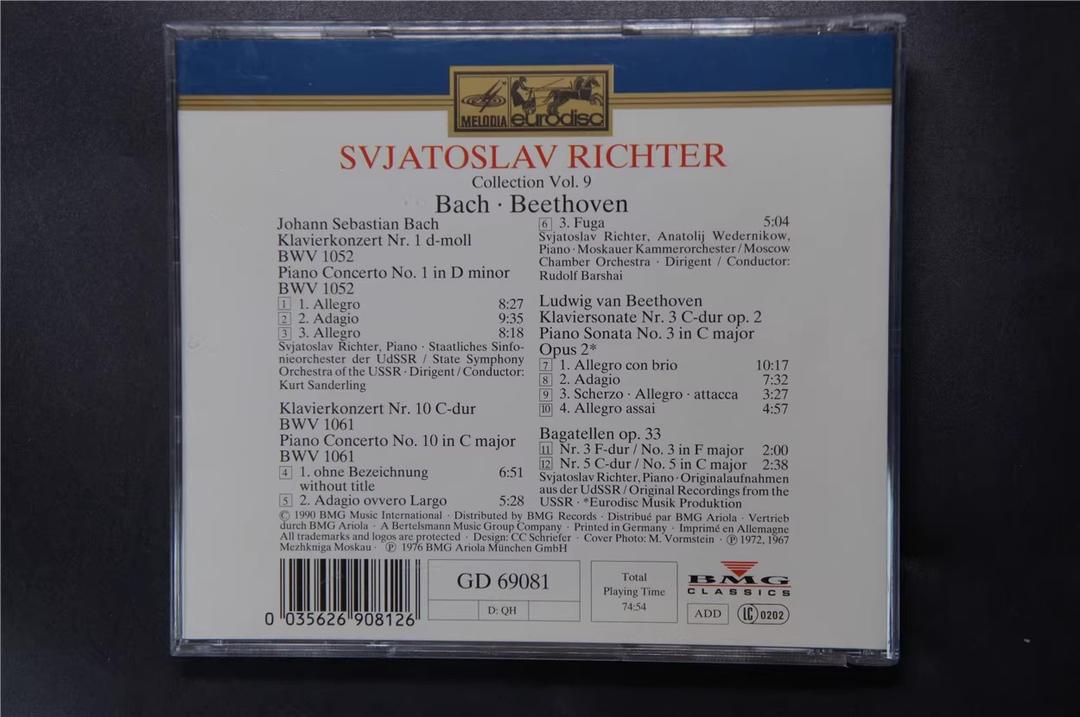 MELODIA eurodisc
SVJATOSLAV RICHTER
Collection Vol. 9
Bach · Beethoven
Johann Sebastian Bach
Klavierkonzert Nr. 1 d-moll
BWV 1052
Piano Concerto No. 1 in D minor
BWV 1052
1 1. Allegro 8:27
2 2. Adagio 9:35
3 3. Allegro 8:18
Svjatoslav Richter, Piano · Staatliches Sinfo-
nieorchester der UdSSR / State Symphony
Orchestra of the USSR · Dirigent / Conductor:
Kurt Sanderling
Klavierkonzert Nr. 10 C-dur
BWV 1061
Piano Concerto No. 10 in C major
BWV 1061
4 1. ohne Bezeichnung 6:51
without title
5 2. Adagio ovvero Largo 5:28
6 3. Fuga 5:04
Svjatoslav Richter, Anatolij Wedernikow,
Piano · Moskauer Kammerorchester / Moscow
Chamber Orchestra · Dirigent / Conductor:
Rudolf Barshai
Ludwig van Beethoven
Klaviersonate Nr. 3 C-dur op. 2
Piano Sonata No. 3 in C major
Opus 2*
7 1. Allegro con brio 10:17
8 2. Adagio 7:32
9 3. Scherzo · Allegro · attacca 3:27
10 4. Allegro assai 4:57
Bagatellen op. 33
11 Nr. 3 F-dur / No. 3 in F major 2:00
12 Nr. 5 C-dur / No. 5 in C major 2:38
Svjatoslav Richter, Piano · Originalaufnahmen
aus der UdSSR / Original Recordings from the
USSR · *Eurodisc Musik Produktion
© 1990 BMG Music International · Distributed by BMG Records · Distribué par BMG Ariola · Vertrieb
durch BMG Ariola · A Bertelsmann Music Group Company · Printed in Germany · Imprimé en Allemagne
All trademarks and logos are protected · Design: CC Schriefer · Cover Photo: M. Vormstein · ℗ 1972, 1967
Mezhkniga Moskau · ℗ 1976 BMG Ariola München GmbH
0 035626 908126
GD 69081
D: QH
Total
Playing Time
74:54
BMG
CLASSICS
ADD
LC 0202